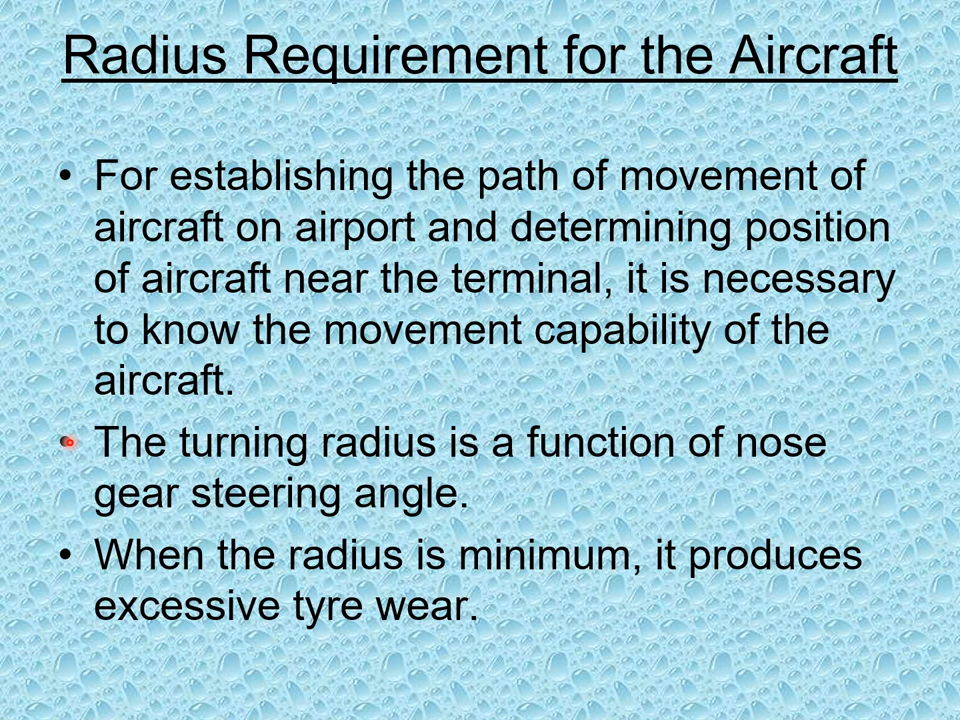 Radius Requirement for the Aircraft
• For establishing the path of movement of
aircraft on airport and determining position
of aircraft near the terminal, it is necessary
to know the movement capability of the
aircraft.
• The turning radius is a function of nose
gear steering angle.
• When the radius is minimum, it produces
excessive tyre wear.